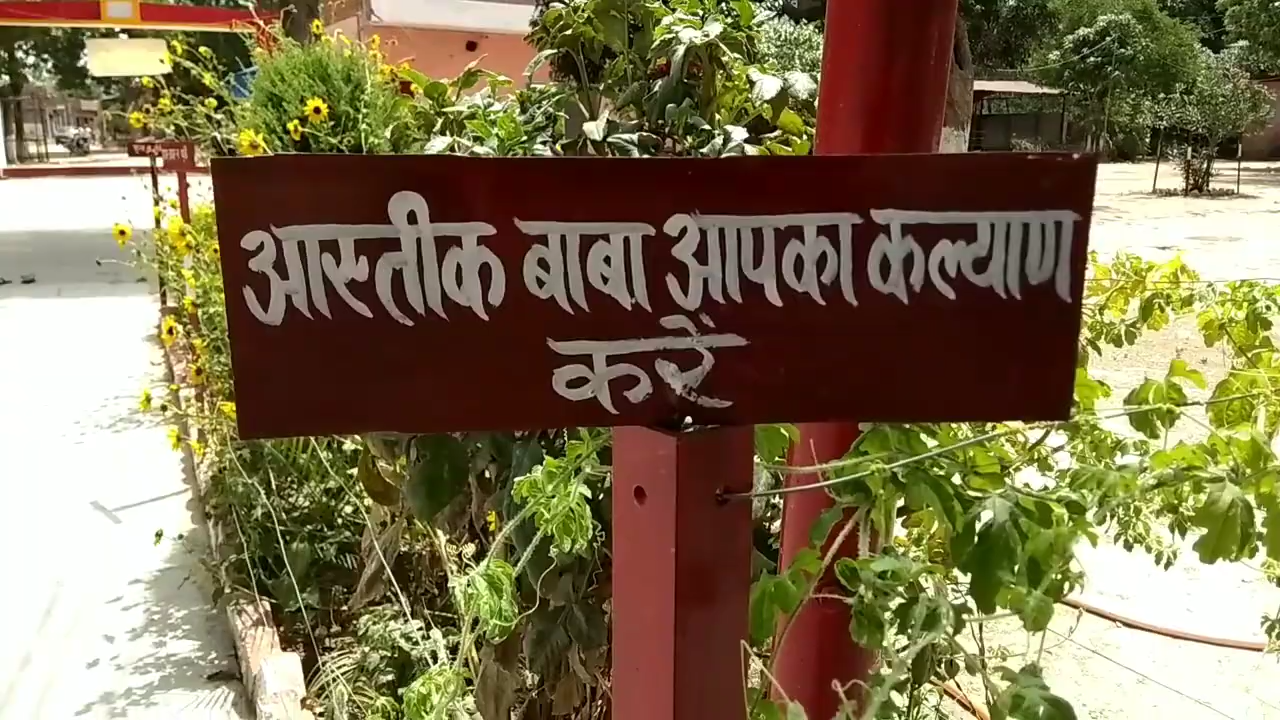 आस्तीक बाबा आपका कल्याण
करें